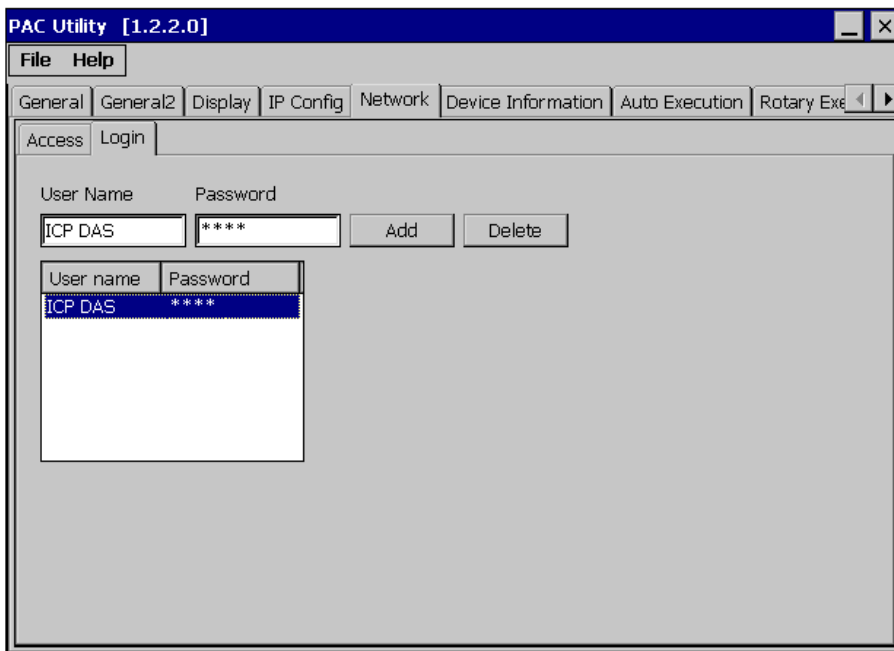 PAC Utility [1.2.2.0]
File Help
General General2 Display IP Config Network Device Information Auto Execution Rotary Exe
Access Login
User Name Password
ICP DAS **** Add Delete
User name Password
ICP DAS ****